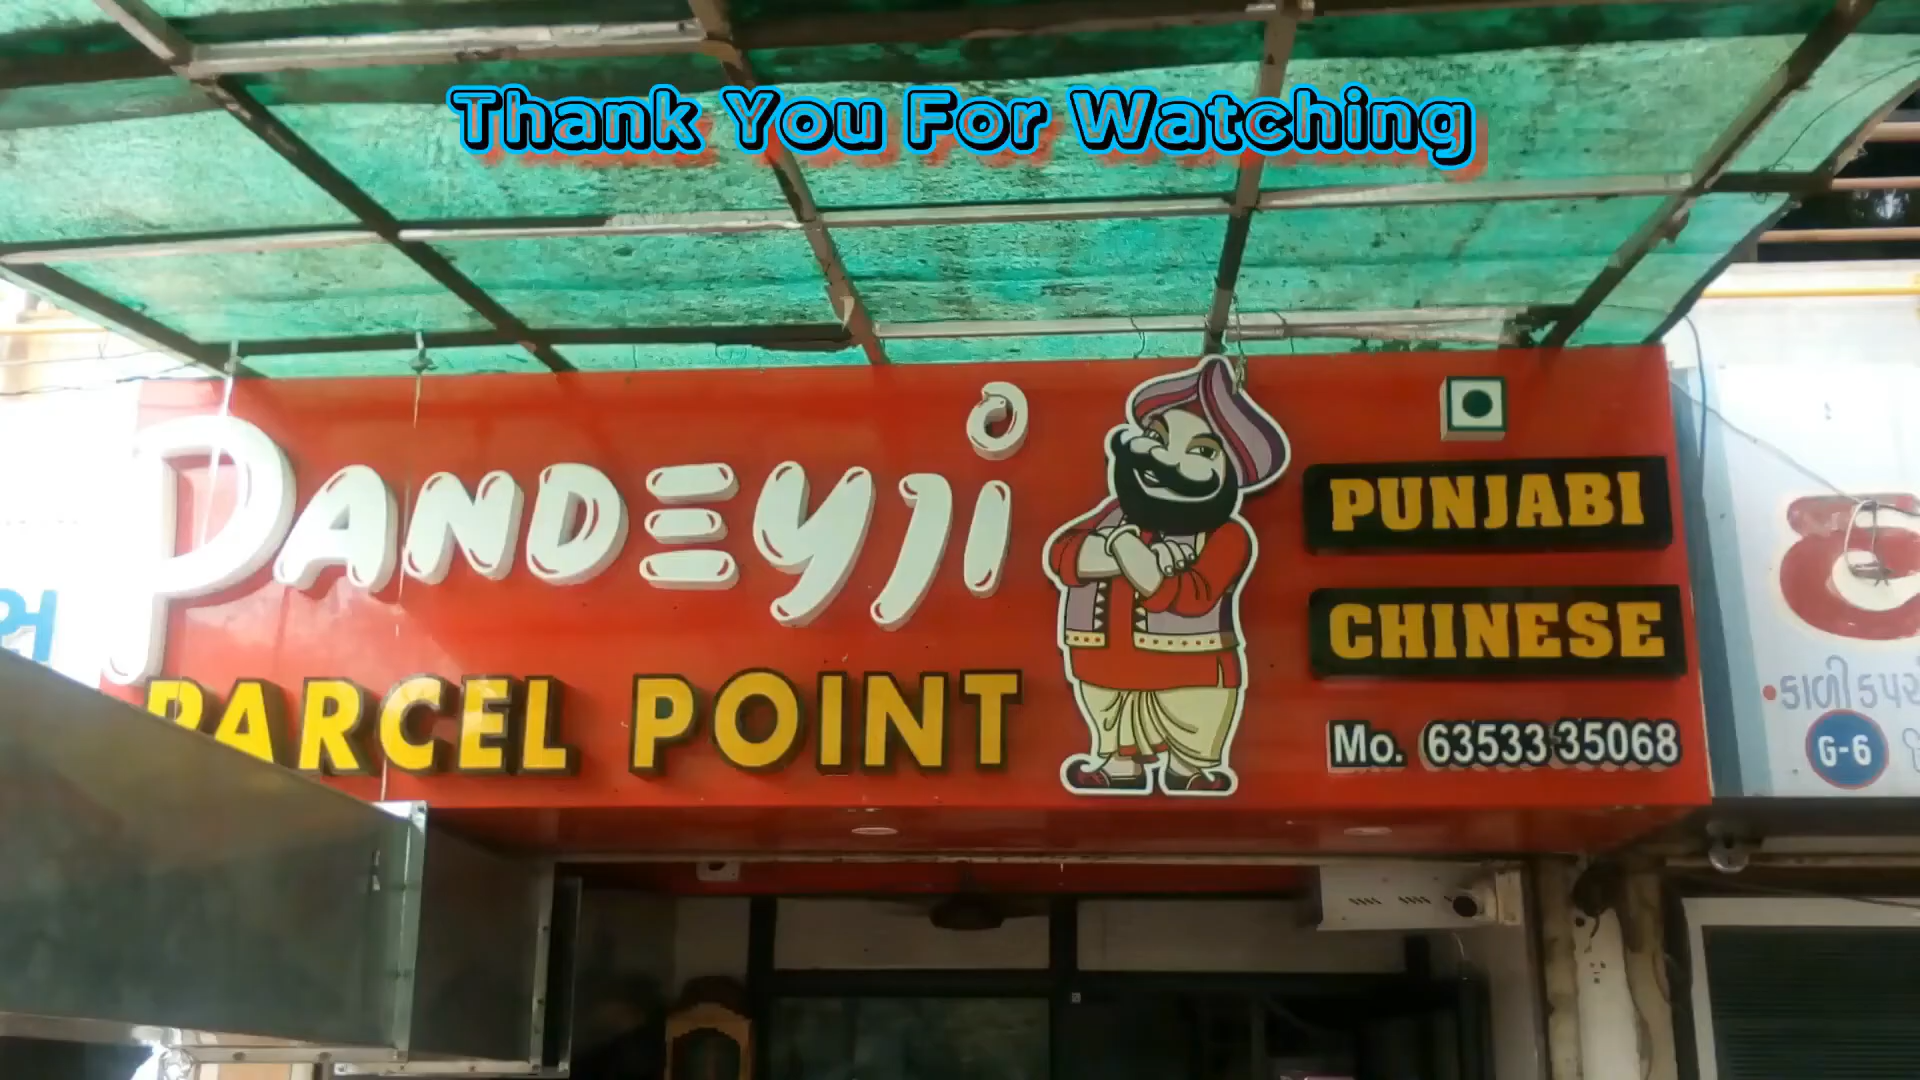 Thank You For Watching
PANDEYJi
PARCEL POINT
PUNJABI
CHINESE
Mo. 63533 35068
G-6